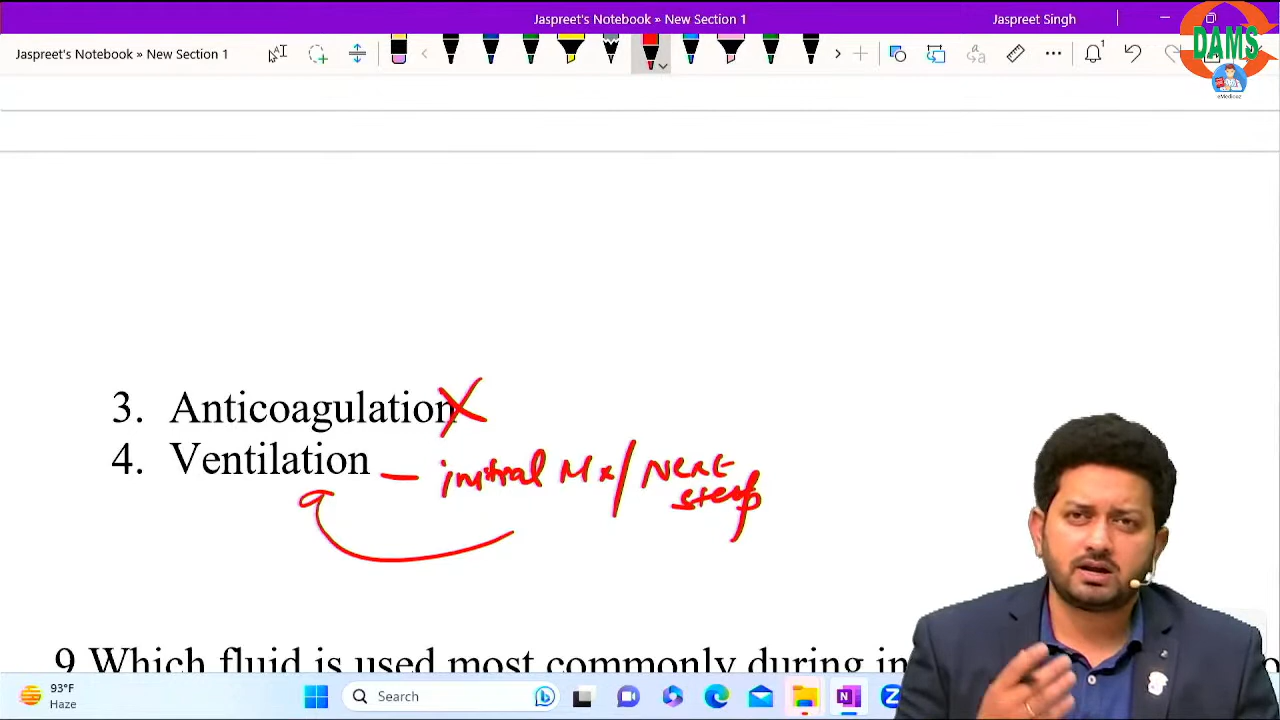 Jaspreet's Notebook » New Section 1
Jaspreet Singh
Jaspreet's Notebook » New Section 1
DAMS
eMedicoz
3. Anticoagulation
4. Ventilation – initial Mx/Next
step
9 Which fluid is used most commonly during in
93°F
Haze
Search